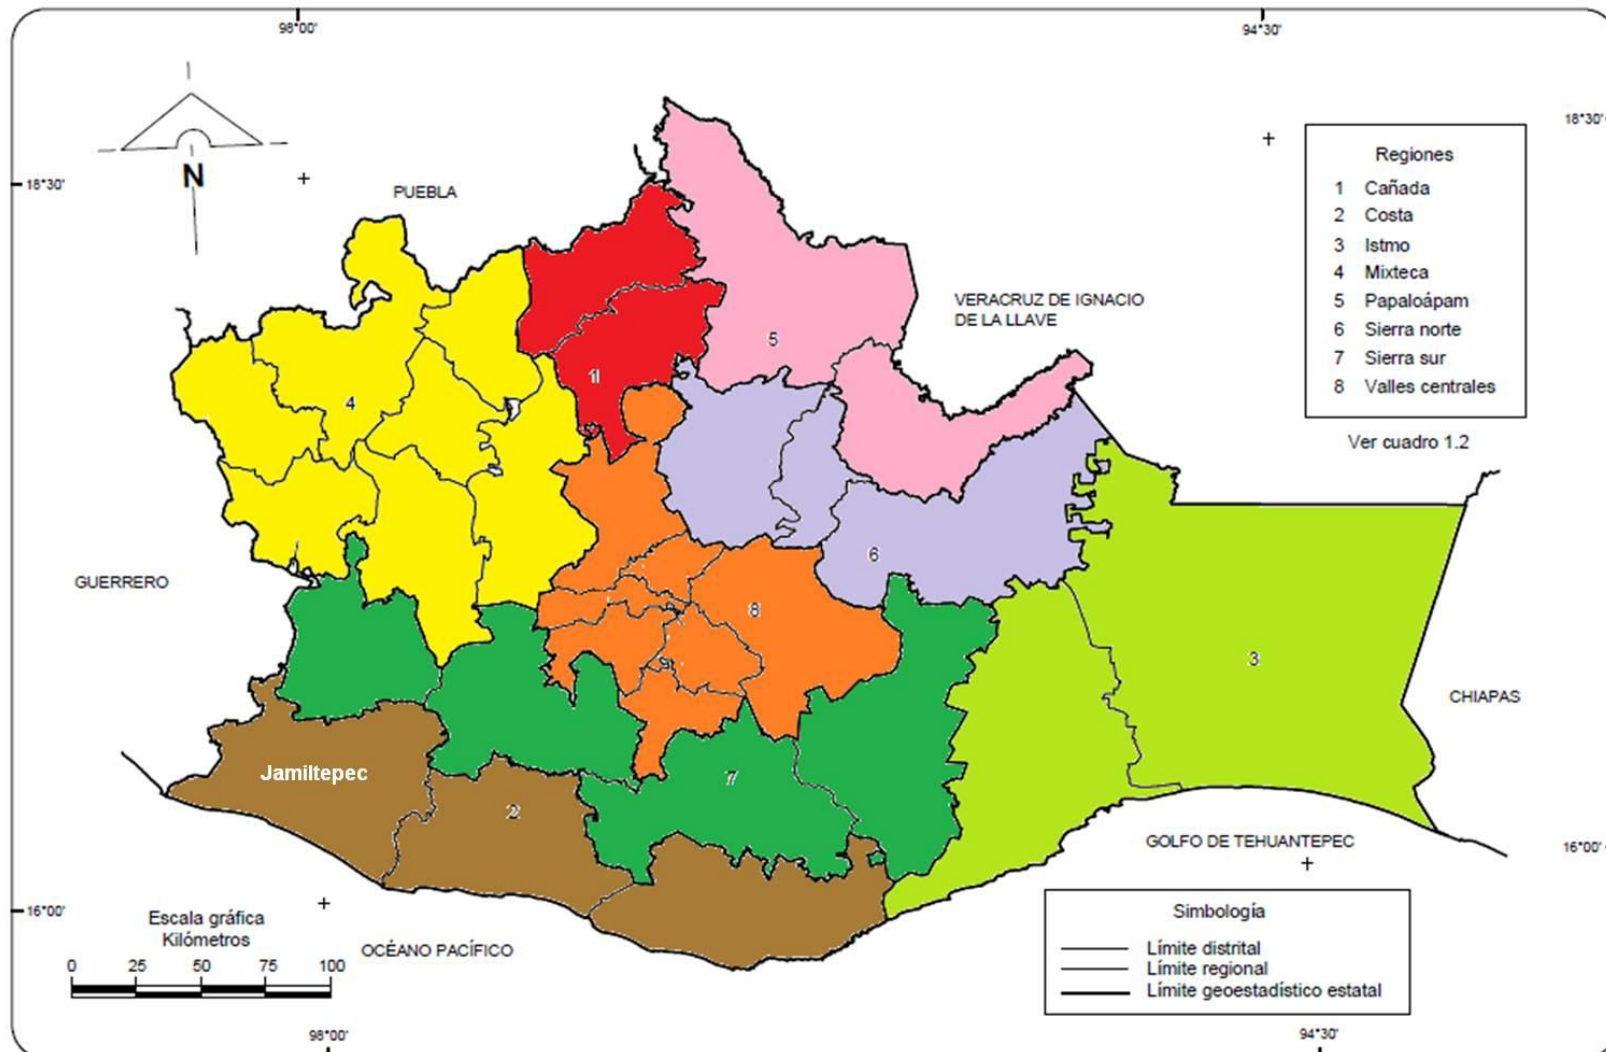 98°00'
94°30'
18°30'
N
18°30'
PUEBLA
Regiones
1 Cañada
2 Costa
3 Istmo
4 Mixteca
5 Papaloápam
6 Sierra norte
7 Sierra sur
8 Valles centrales
Ver cuadro 1.2
VERACRUZ DE IGNACIO
DE LA LLAVE
5
1
4
6
GUERRERO
8
3
CHIAPAS
Jamiltepec
7
2
GOLFO DE TEHUANTEPEC
16°00'
16°00'
Escala gráfica
Kilómetros
0 25 50 75 100
OCÉANO PACÍFICO
Simbología
Límite distrital
Límite regional
Límite geoestadístico estatal
98°00'
94°30'